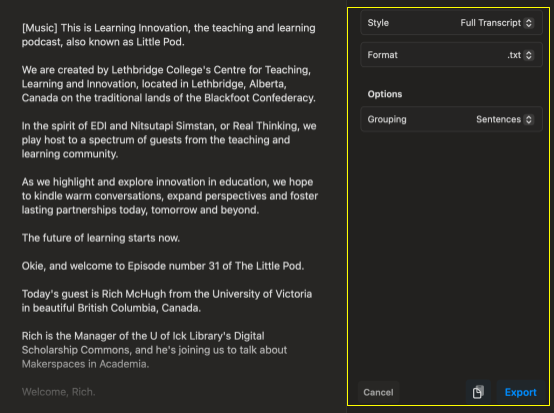 [Music] This is Learning Innovation, the teaching and learning
podcast, also known as Little Pod.
We are created by Lethbridge College's Centre for Teaching,
Learning and Innovation, located in Lethbridge, Alberta,
Canada on the traditional lands of the Blackfoot Confederacy.
In the spirit of EDI and Nitsutapi Simstan, or Real Thinking, we
play host to a spectrum of guests from the teaching and
learning community.
As we highlight and explore innovation in education, we hope
to kindle warm conversations, expand perspectives and foster
lasting partnerships today, tomorrow and beyond.
The future of learning starts now.
Okie, and welcome to Episode number 31 of The Little Pod.
Today's guest is Rich McHugh from the University of Victoria
in beautiful British Columbia, Canada.
Rich is the Manager of the U of Ick Library's Digital
Scholarship Commons, and he's joining us to talk about
Makerspaces in Academia.
Welcome, Rich.
Style Full Transcript
Format .txt
Options
Grouping Sentences
Cancel Export